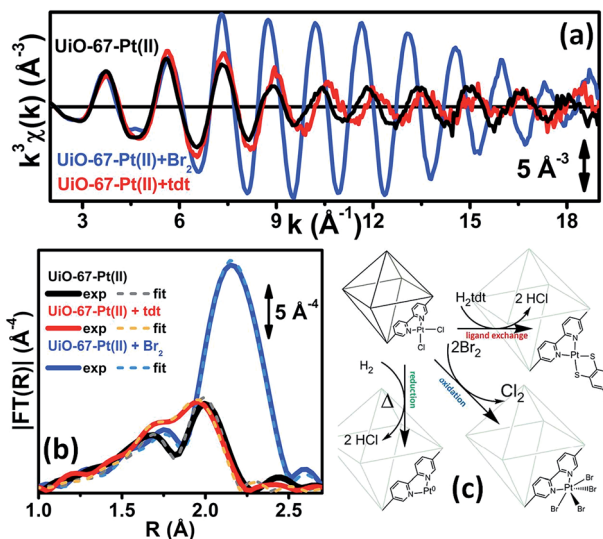 (a)
UiO-67-Pt(II)
k³χ(k) (Å⁻³)
UiO-67-Pt(II)+Br₂
UiO-67-Pt(II)+tdt
5 Å⁻³
3 6 9 12 15 18
k (Å⁻¹)
UiO-67-Pt(II)
exp fit
UiO-67-Pt(II) + tdt
exp fit
UiO-67-Pt(II) + Br₂
exp fit
5 Å⁻⁴
|FT(R)| (Å⁻⁴)
(b)
1.0 1.5 2.0 2.5
R (Å)
N
N
Pt
Cl
Cl
H₂tdt
2 HCl
ligand exchange
2Br₂
N
N
Pt
S
S
H₂
reduction
Δ
2 HCl
oxidation
Cl₂
N
N
Pt⁰
(c)
N
N
Pt
Br
Br
Br
Br